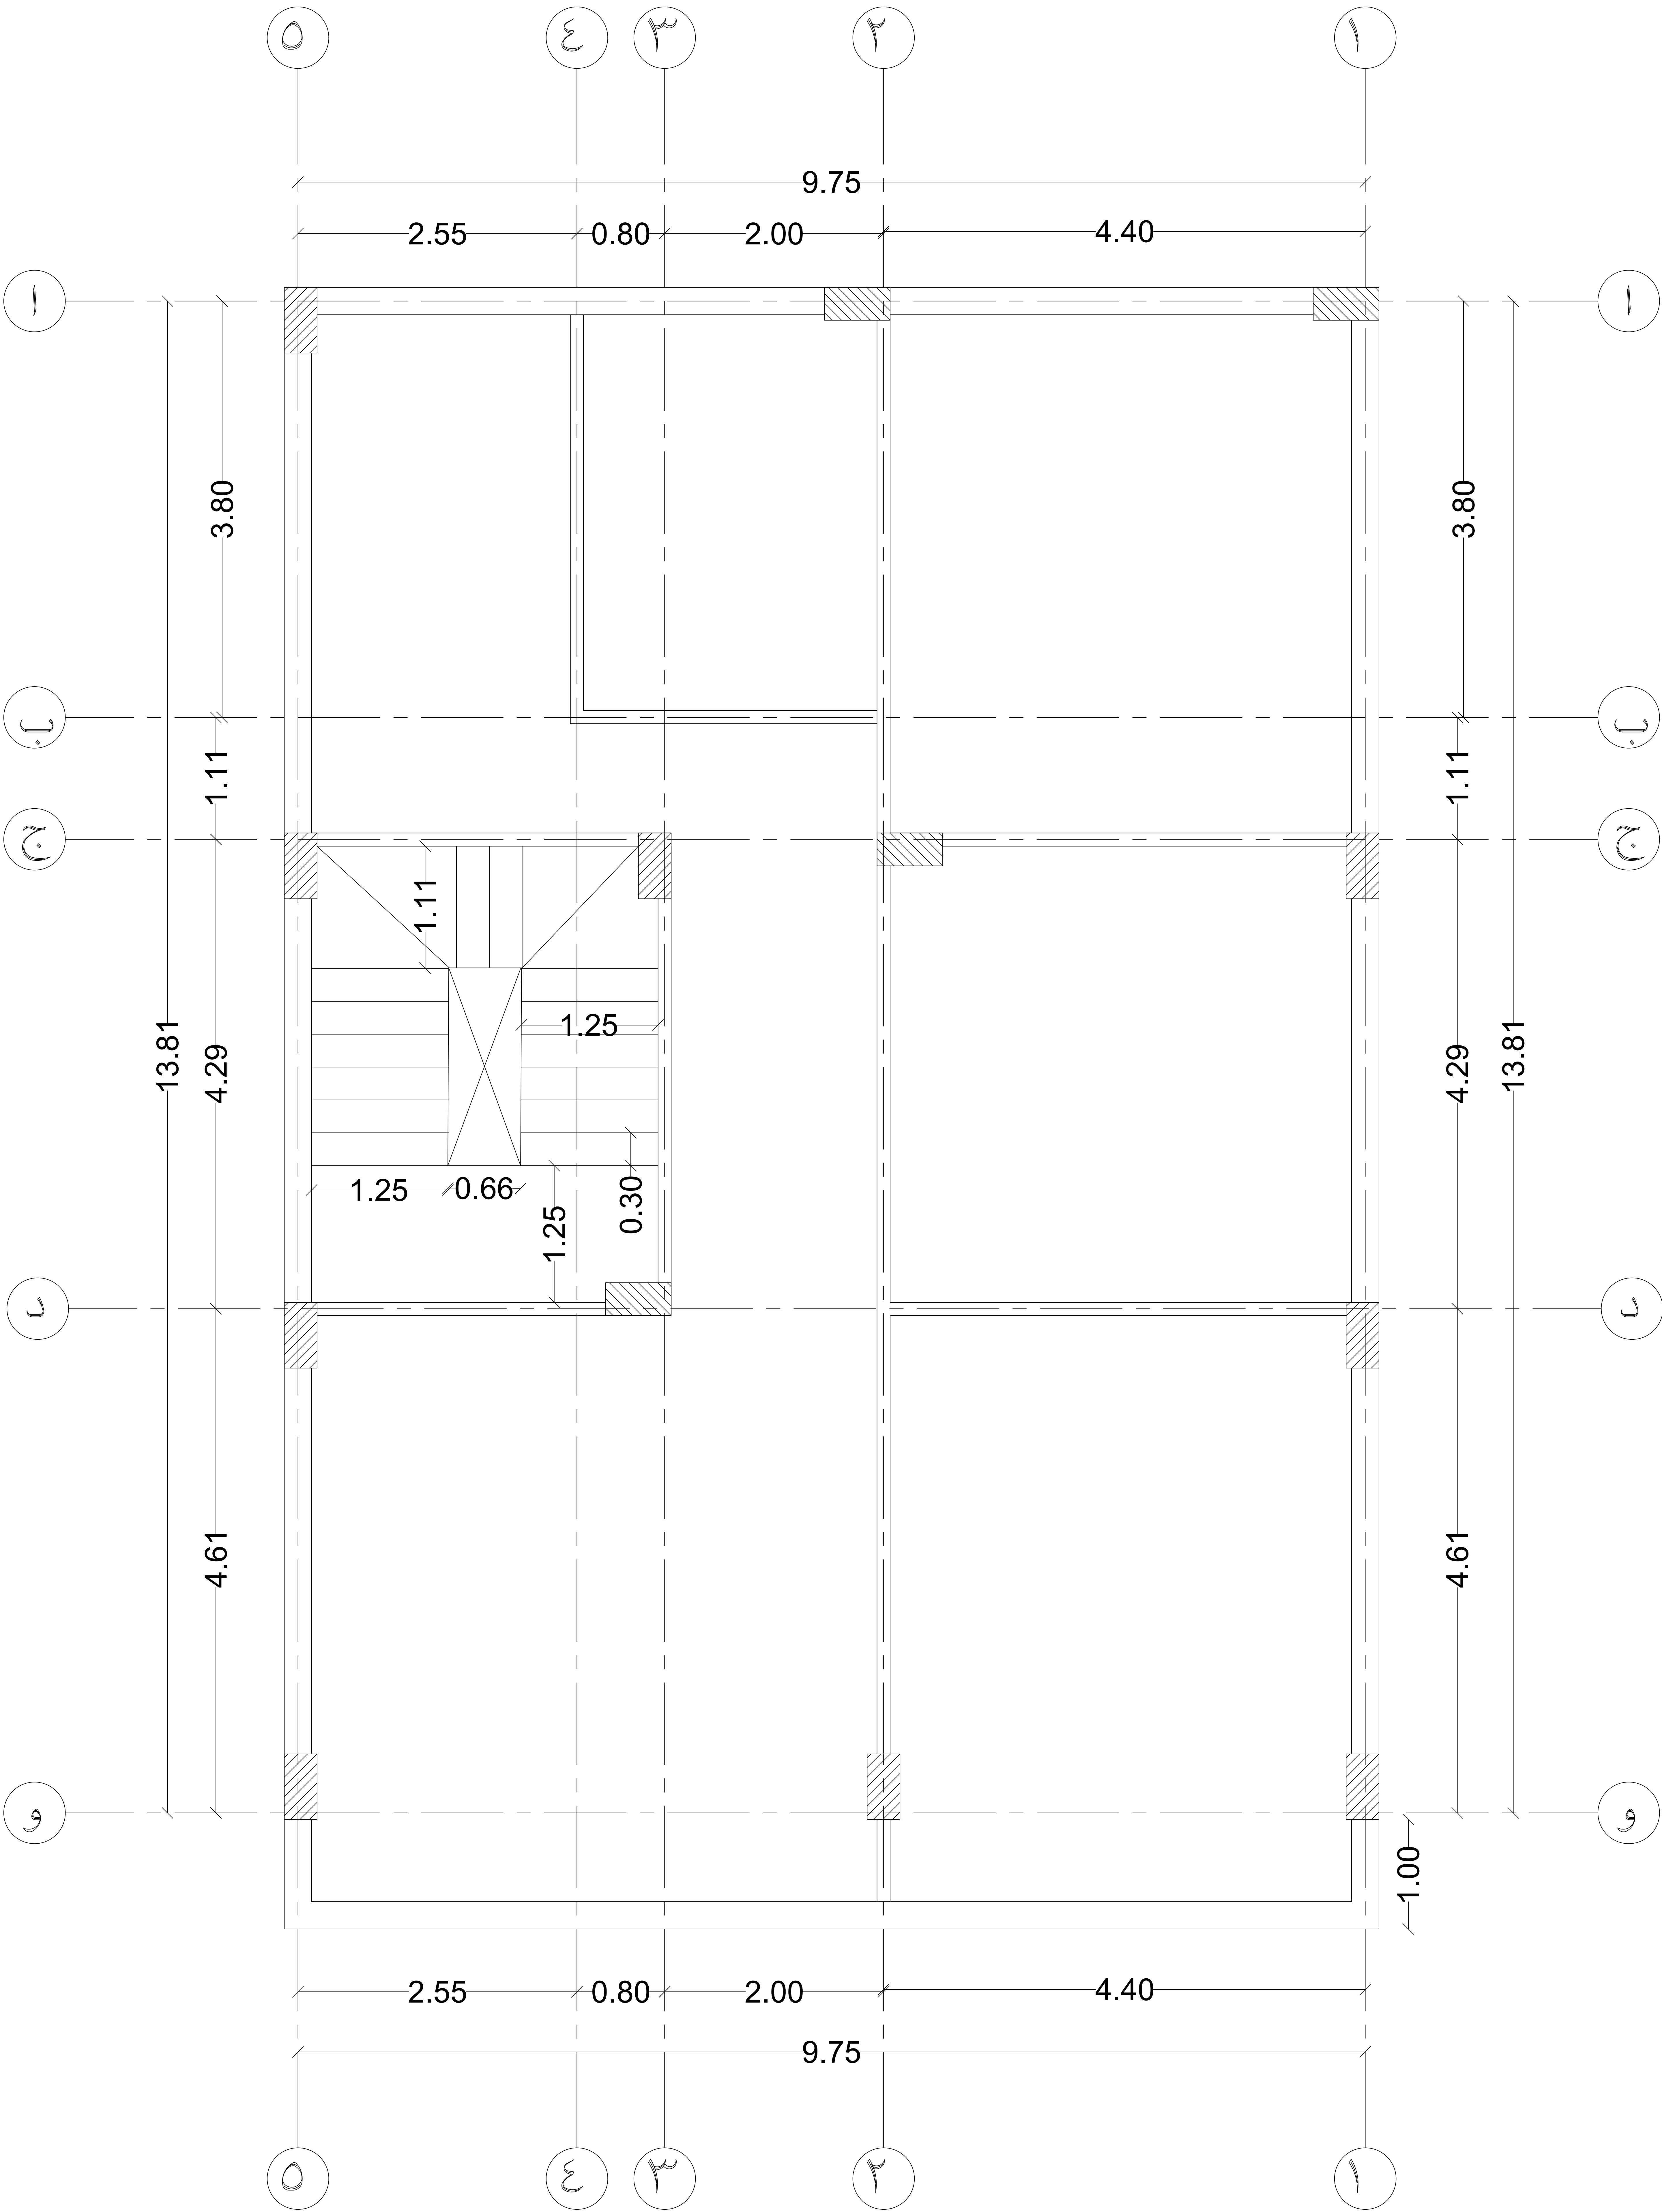 ٥ ٤ ٣ ٢ ١
9.75
2.55 0.80 2.00 4.40
ا ا
3.80 3.80
ب ب
1.11 1.11
ج ج
1.11
13.81 4.29 1.25 4.29 13.81
1.25 0.66 1.25 0.30
د د
4.61 4.61
و و
1.00
2.55 0.80 2.00 4.40
9.75
٥ ٤ ٣ ٢ ١